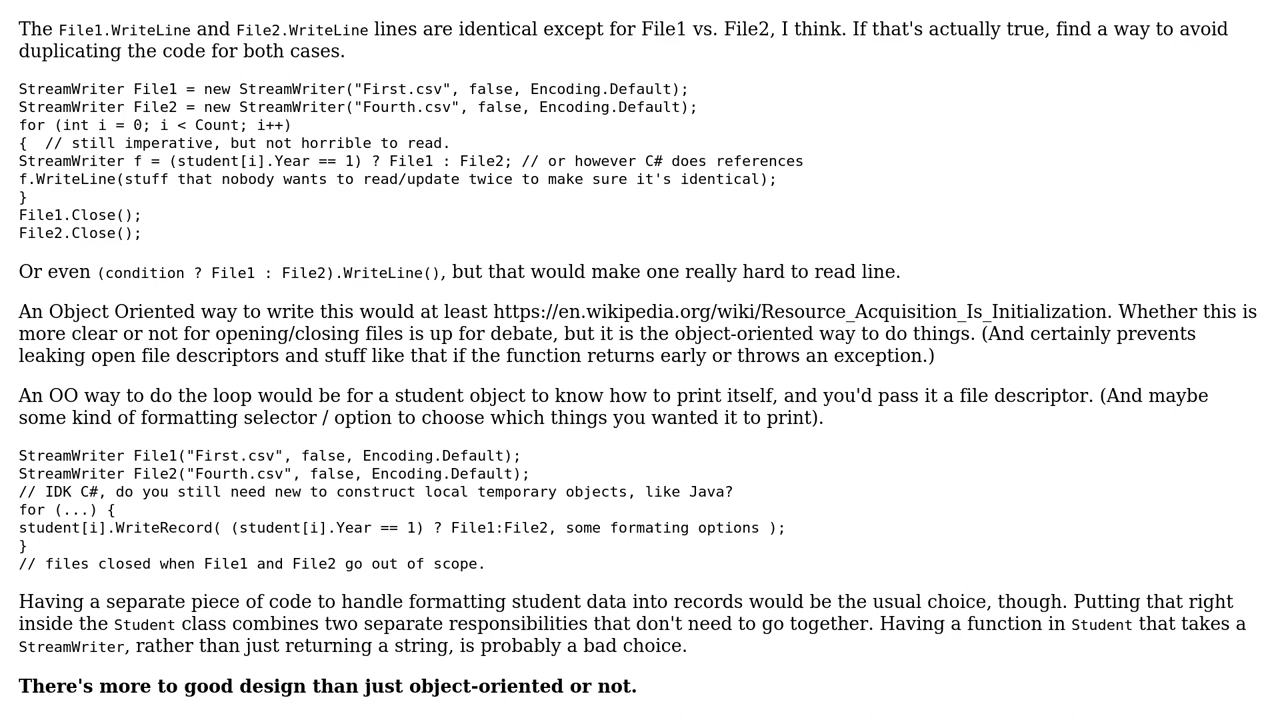 The File1.WriteLine and File2.WriteLine lines are identical except for File1 vs. File2, I think. If that's actually true, find a way to avoid
duplicating the code for both cases.
StreamWriter File1 = new StreamWriter("First.csv", false, Encoding.Default);
StreamWriter File2 = new StreamWriter("Fourth.csv", false, Encoding.Default);
for (int i = 0; i < Count; i++)
{  // still imperative, but not horrible to read.
StreamWriter f = (student[i].Year == 1) ? File1 : File2; // or however C# does references
f.WriteLine(stuff that nobody wants to read/update twice to make sure it's identical);
}
File1.Close();
File2.Close();
Or even (condition ? File1 : File2).WriteLine(), but that would make one really hard to read line.
An Object Oriented way to write this would at least https://en.wikipedia.org/wiki/Resource_Acquisition_Is_Initialization. Whether this is
more clear or not for opening/closing files is up for debate, but it is the object-oriented way to do things. (And certainly prevents
leaking open file descriptors and stuff like that if the function returns early or throws an exception.)
An OO way to do the loop would be for a student object to know how to print itself, and you'd pass it a file descriptor. (And maybe
some kind of formatting selector / option to choose which things you wanted it to print).
StreamWriter File1("First.csv", false, Encoding.Default);
StreamWriter File2("Fourth.csv", false, Encoding.Default);
// IDK C#, do you still need new to construct local temporary objects, like Java?
for (...) {
student[i].WriteRecord( (student[i].Year == 1) ? File1:File2, some formating options );
}
// files closed when File1 and File2 go out of scope.
Having a separate piece of code to handle formatting student data into records would be the usual choice, though. Putting that right
inside the Student class combines two separate responsibilities that don't need to go together. Having a function in Student that takes a
StreamWriter, rather than just returning a string, is probably a bad choice.
There's more to good design than just object-oriented or not.